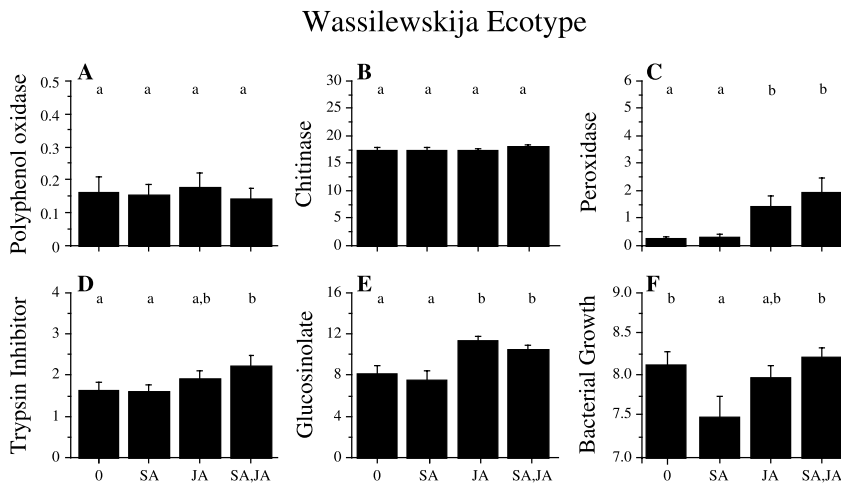 Wassilewskija Ecotype
A
Polyphenol oxidase
0.5
0.4
0.3
0.2
0.1
0
a a a a
B
Chitinase
30
25
20
15
10
5
0
a a a a
C
Peroxidase
6
5
4
3
2
1
0
a a b b
D
Trypsin Inhibitor
4
3
2
1
0
a a a,b b
0 SA JA SA,JA
E
Glucosinolate
16
12
8
4
0
a a b b
0 SA JA SA,JA
F
Bacterial Growth
9.0
8.5
8.0
7.5
7.0
b a a,b b
0 SA JA SA,JA